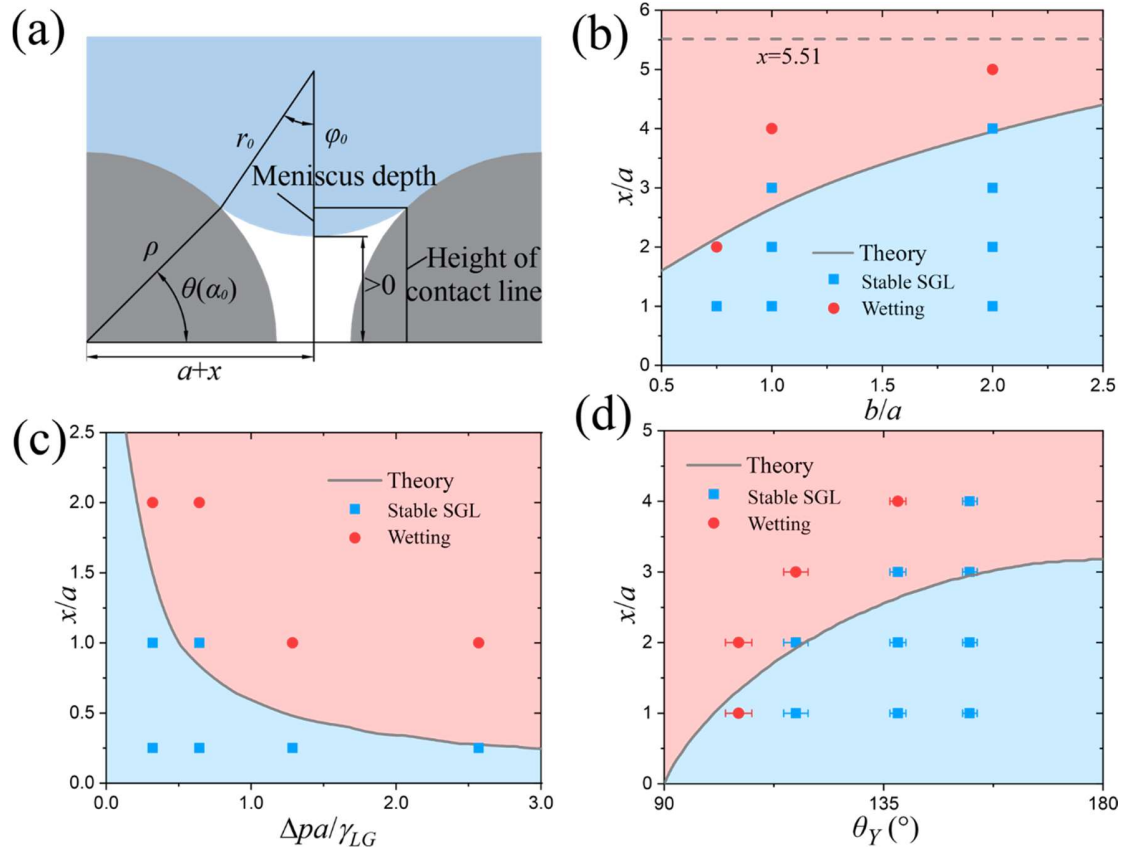 (a)
r₀
φ₀
Meniscus depth
ρ
θ(α₀)
>0
Height of
contact line
a+x
(b)
6
5
4
3
2
1
0
x/a
x=5.51
Theory
Stable SGL
Wetting
0.5
1.0
1.5
2.0
2.5
b/a
(c)
2.5
2.0
1.5
1.0
0.5
0.0
x/a
Theory
Stable SGL
Wetting
0.0
1.0
2.0
3.0
Δpa/γ_LG
(d)
5
4
3
2
1
0
x/a
Theory
Stable SGL
Wetting
90
135
180
θ_Y (°)